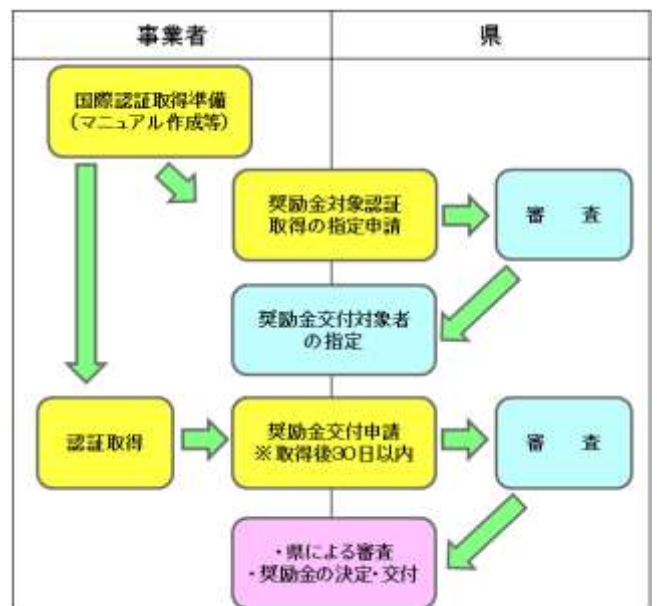 事業者
県
国際認証取得準備
(マニュアル作成等)
奨励金対象認証
取得の指定申請
審　査
奨励金交付対象者
の指定
認証取得
奨励金交付申請
※取得後30日以内
審　査
・県による審査
・奨励金の決定・交付